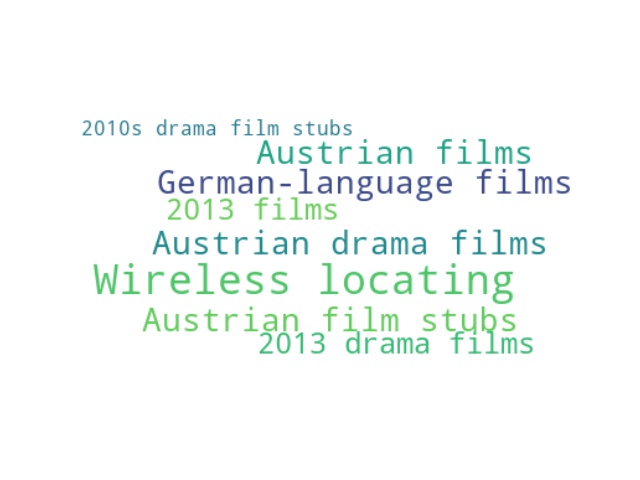 2010s drama film stubs
Austrian films
German-language films
2013 films
Austrian drama films
Wireless locating
Austrian film stubs
2013 drama films